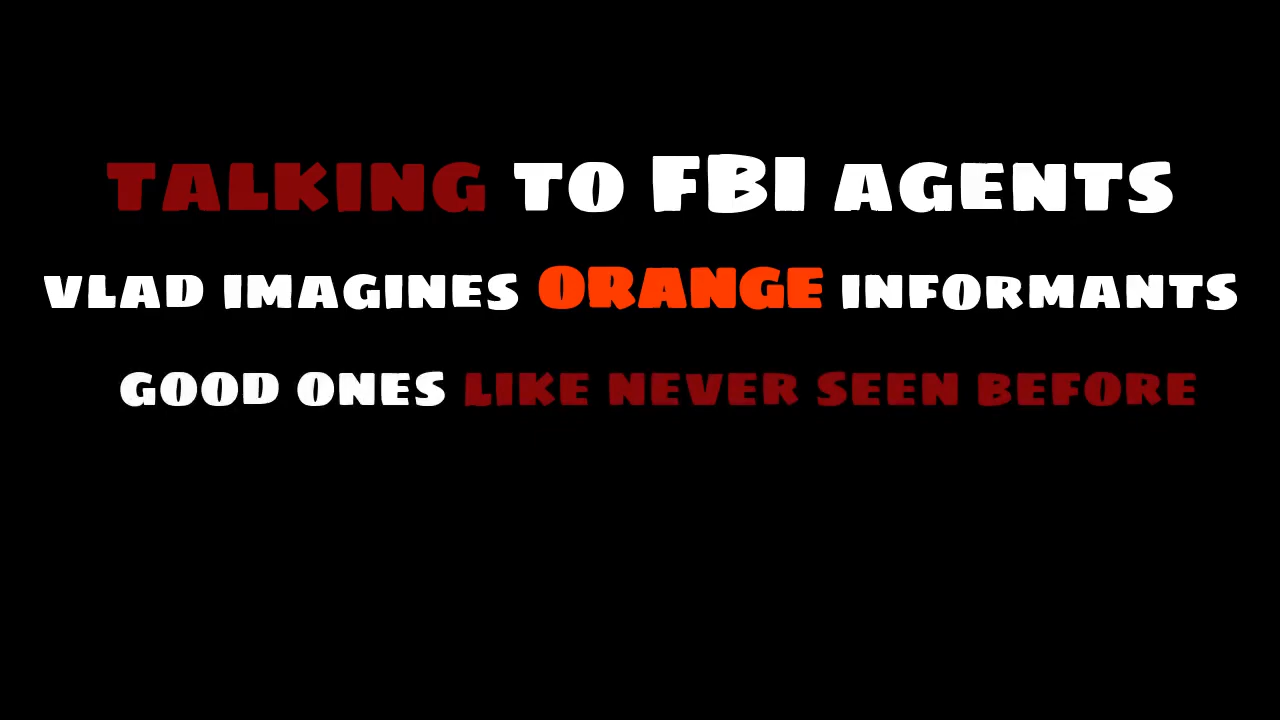 TALKING TO FBI AGENTS
VLAD IMAGINES ORANGE INFORMANTS
GOOD ONES LIKE NEVER SEEN BEFORE